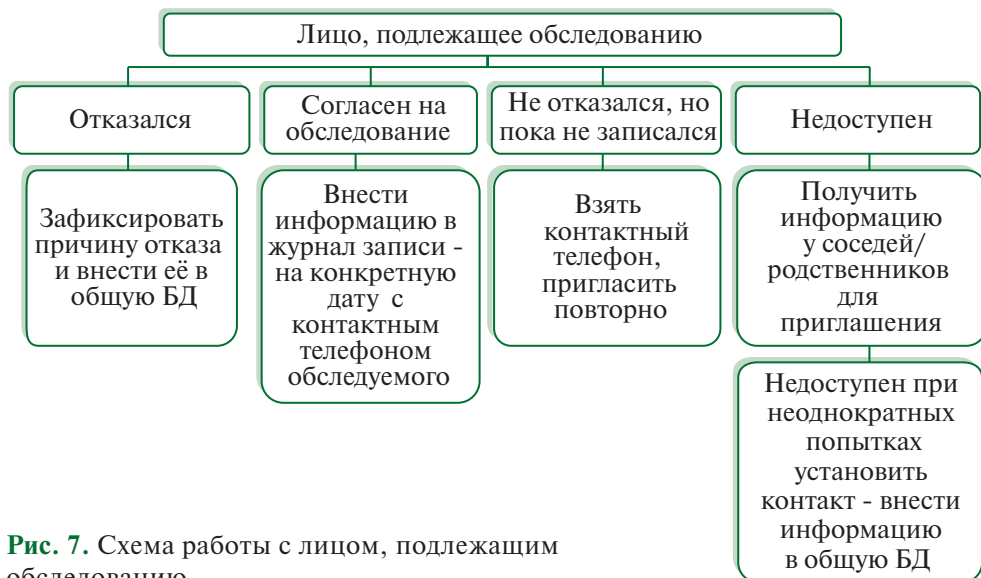 Лицо, подлежащее обследованию
Отказался
Согласен на
обследование
Не отказался, но
пока не записался
Недоступен
Зафиксировать
причину отказа
и внести её в
общую БД
Внести
информацию в
журнал записи -
на конкретную
дату с
контактным
телефоном
обследуемого
Взять
контактный
телефон,
пригласить
повторно
Получить
информацию
у соседей/
родственников
для
приглашения
Недоступен при
неоднократных
попытках
установить
контакт - внести
информацию
в общую БД
Рис. 7. Схема работы с лицом, подлежащим
обследованию